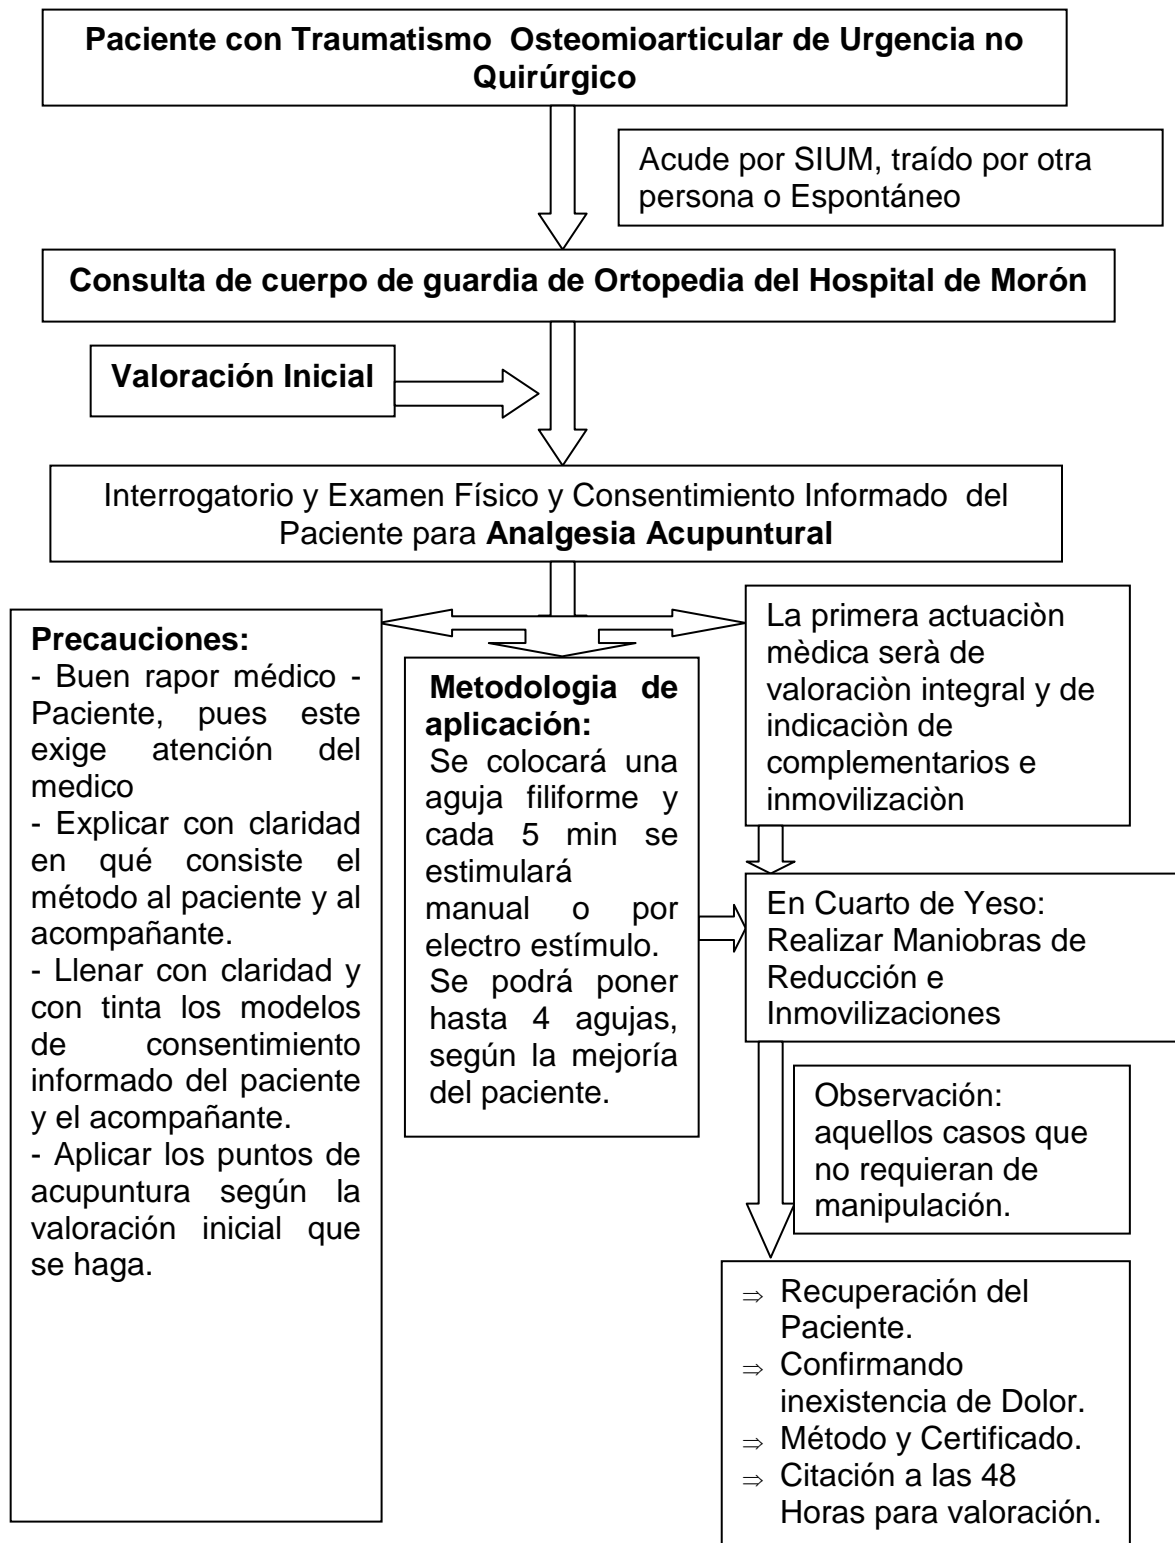 Paciente con Traumatismo Osteomioarticular de Urgencia no
Quirúrgico
Acude por SIUM, traído por otra
persona o Espontáneo
Consulta de cuerpo de guardia de Ortopedia del Hospital de Morón
Valoración Inicial
Interrogatorio y Examen Físico y Consentimiento Informado del
Paciente para Analgesia Acupuntural
Precauciones:
- Buen rapor médico -
Paciente, pues este
exige atención del
medico
- Explicar con claridad
en qué consiste el
método al paciente y al
acompañante.
- Llenar con claridad y
con tinta los modelos
de consentimiento
informado del paciente
y el acompañante.
- Aplicar los puntos de
acupuntura según la
valoración inicial que
se haga.
Metodologia de
aplicación:
Se colocará una
aguja filiforme y
cada 5 min se
estimulará
manual o por
electro estímulo.
Se podrá poner
hasta 4 agujas,
según la mejoría
del paciente.
La primera actuaciòn
mèdica serà de
valoraciòn integral y de
indicaciòn de
complementarios e
inmovilizaciòn
En Cuarto de Yeso:
Realizar Maniobras de
Reducción e
Inmovilizaciones
Observación:
aquellos casos que
no requieran de
manipulación.
⇒ Recuperación del
Paciente.
⇒ Confirmando
inexistencia de Dolor.
⇒ Método y Certificado.
⇒ Citación a las 48
Horas para valoración.